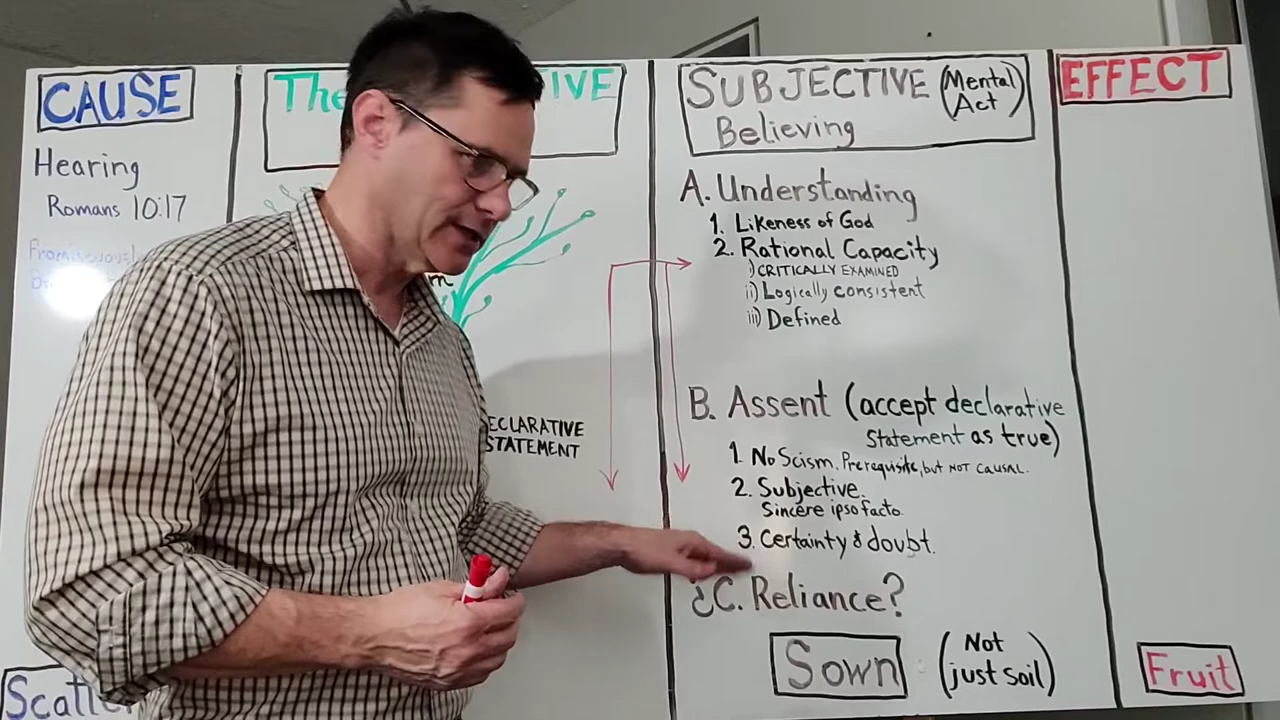 CAUSE
Hearing
Romans 10:17
The
IVE
ECLARATIVE
STATEMENT
SUBJECTIVE (Mental Act)
Believing
A. Understanding
1. Likeness of God
2. Rational Capacity
i) CRITICALLY EXAMINED
ii) Logically consistent
iii) Defined
B. Assent (accept declarative
Statement as true)
1. No Scism. Prerequisite, but NOT CAUSAL.
2. Subjective.
Sincere ipso facto
3. Certainty & doubt.
¿C. Reliance?
Sown (Not just soil)
EFFECT
Fruit
Scatt